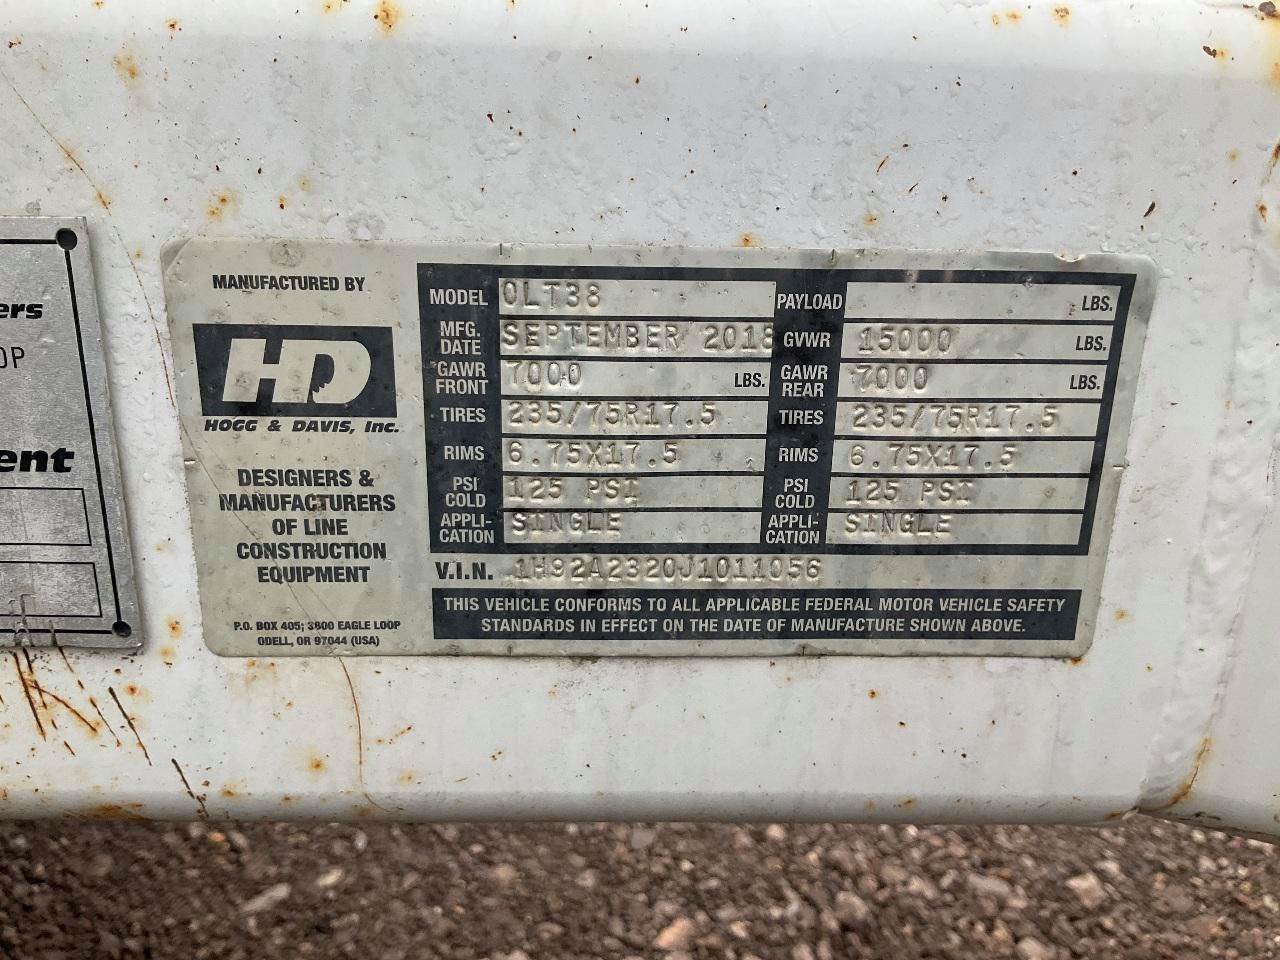 ers
OP
ent
MANUFACTURED BY
HD
HOGG & DAVIS, Inc.
DESIGNERS &
MANUFACTURERS
OF LINE
CONSTRUCTION
EQUIPMENT
P.O. BOX 405; 3800 EAGLE LOOP
ODELL, OR 97044 (USA)
MODEL OLT38 PAYLOAD LBS.
MFG. DATE SEPTEMBER 2018 GVWR 15000 LBS.
GAWR FRONT 7000 LBS. GAWR REAR 7000 LBS.
TIRES 235/75R17.5 TIRES 235/75R17.5
RIMS 6.75X17.5 RIMS 6.75X17.5
PSI COLD 125 PSI PSI COLD 125 PSI
APPLI-CATION SINGLE APPLI-CATION SINGLE
V.I.N. 1H92A2320J1011056
THIS VEHICLE CONFORMS TO ALL APPLICABLE FEDERAL MOTOR VEHICLE SAFETY
STANDARDS IN EFFECT ON THE DATE OF MANUFACTURE SHOWN ABOVE.